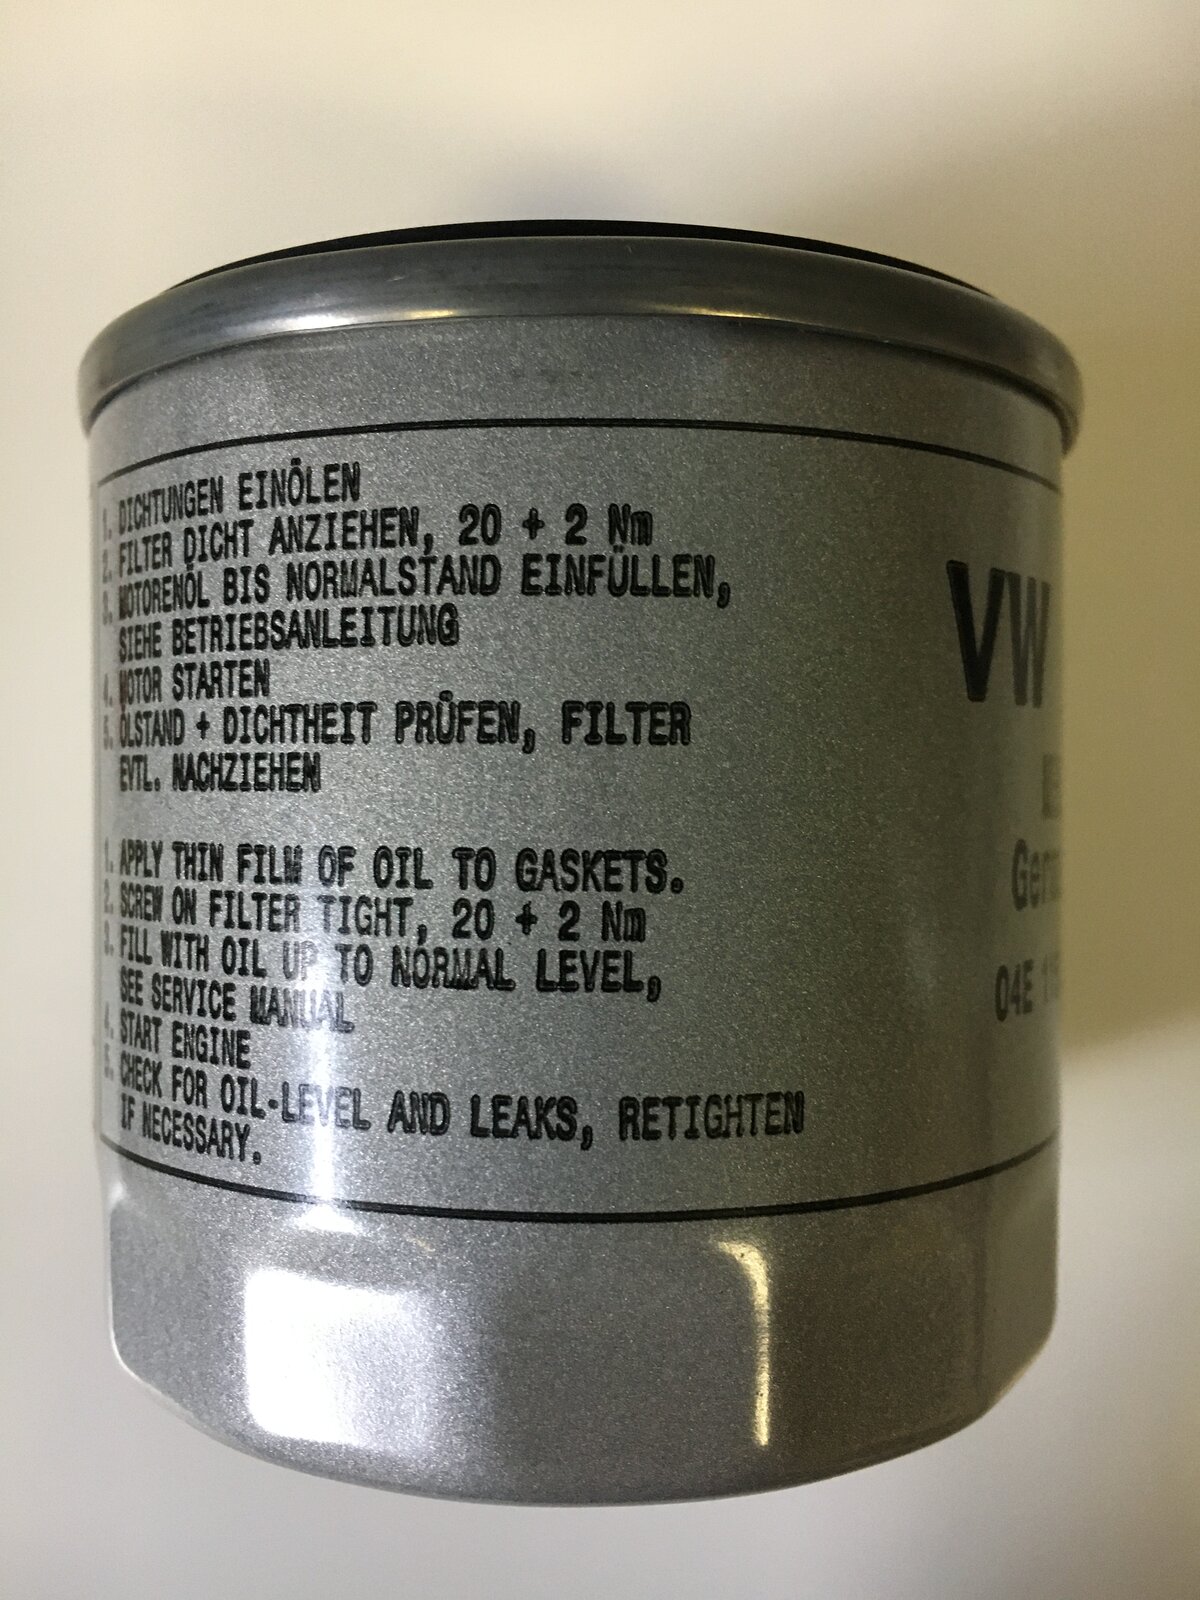 1. DICHTUNGEN EINÖLEN
2. FILTER DICHT ANZIEHEN, 20 + 2 Nm
3. MOTORENÖL BIS NORMALSTAND EINFÜLLEN,
SIEHE BETRIEBSANLEITUNG
4. MOTOR STARTEN
5. ÖLSTAND + DICHTHEIT PRÜFEN, FILTER
EVTL. NACHZIEHEN
1. APPLY THIN FILM OF OIL TO GASKETS.
2. SCREW ON FILTER TIGHT, 20 + 2 Nm
3. FILL WITH OIL UP TO NORMAL LEVEL,
SEE SERVICE MANUAL
4. START ENGINE
5. CHECK FOR OIL-LEVEL AND LEAKS, RETIGHTEN
IF NECESSARY.
VW
04E